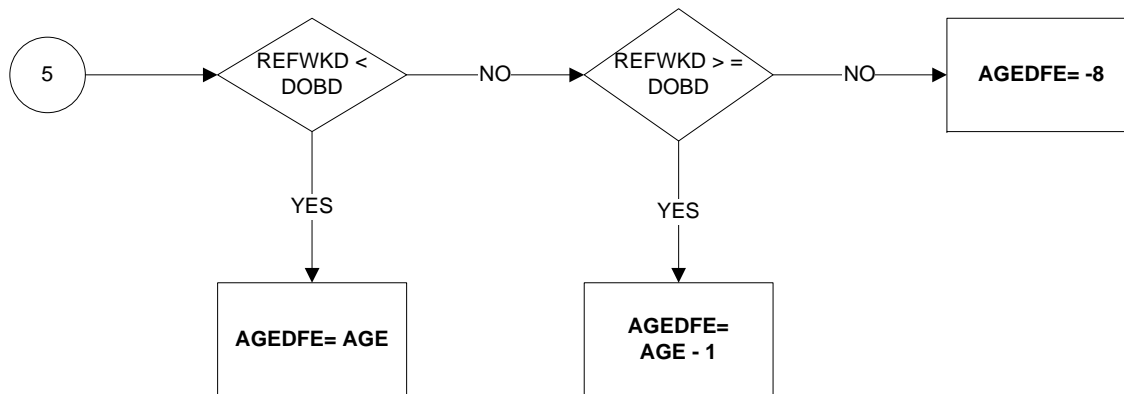 5
REFWKD <
DOBD
NO
REFWKD > =
DOBD
NO
AGEDFE= -8
YES
YES
AGEDFE= AGE
AGEDFE=
AGE - 1